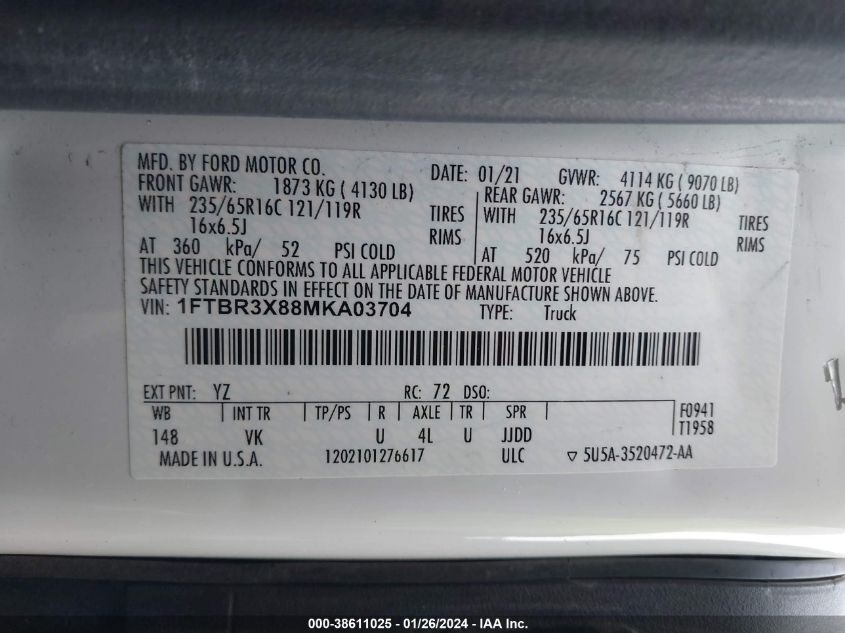 MFD. BY FORD MOTOR CO. DATE: 01/21 GVWR: 4114 KG ( 9070 LB)
FRONT GAWR: 1873 KG ( 4130 LB) REAR GAWR: 2567 KG ( 5660 LB)
WITH 235/65R16C 121/119R TIRES WITH 235/65R16C 121/119R TIRES
16x6.5J RIMS 16x6.5J RIMS
AT 360 kPa/ 52 PSI COLD AT 520 kPa/ 75 PSI COLD
THIS VEHICLE CONFORMS TO ALL APPLICABLE FEDERAL MOTOR VEHICLE
SAFETY STANDARDS IN EFFECT ON THE DATE OF MANUFACTURE SHOWN ABOVE.
VIN: 1FTBR3X88MKA03704 TYPE: Truck
EXT PNT: YZ RC: 72 DSO:
WB INT TR TP/PS R AXLE TR SPR F0941
T1958
148 VK U 4L U JJDD
MADE IN U.S.A. 1202101276617 ULC ▽ 5U5A-3520472-AA
000-38611025 - 01/26/2024 - IAA Inc.